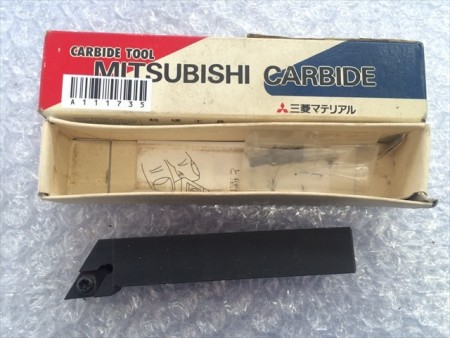 CARBIDE TOOL
MITSUBISHI CARBIDE
A111735
三菱マテリアル